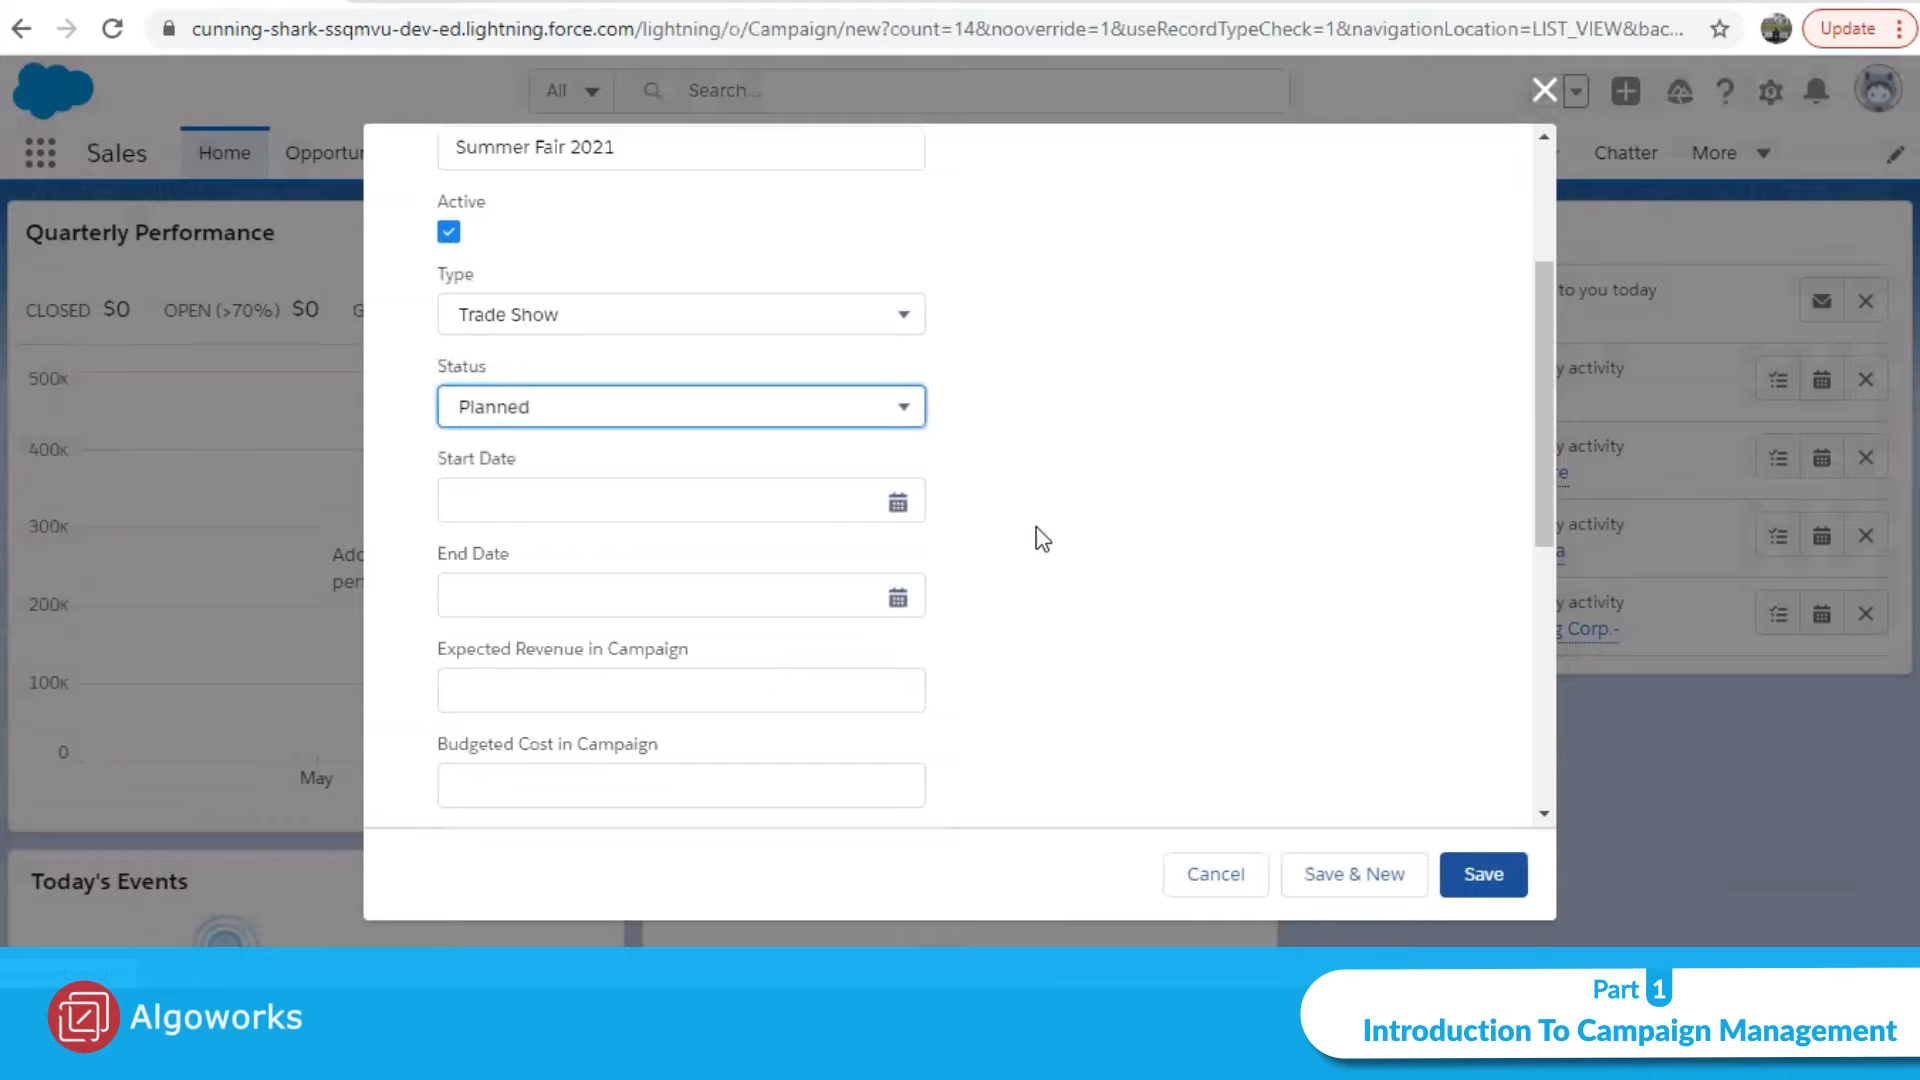 cunning-shark-ssqmvu-dev-ed.lightning.force.com/lightning/o/Campaign/new?count=14&nooverride=1&useRecordTypeCheck=1&navigationLocation=LIST_VIEW&bac...
Update
All
Search...
Sales
Home
Opportun
Chatter
More
Summer Fair 2021
Active
Type
Trade Show
Status
Planned
Start Date
End Date
Expected Revenue in Campaign
Budgeted Cost in Campaign
Cancel
Save & New
Save
Quarterly Performance
CLOSED $0 OPEN (>70%) $0 G
500K
400K
300K
200K
100K
0
Add
per
May
Today's Events
to you today
y activity
y activity
re
y activity
a
y activity
g Corp.-
Algoworks
Part 1
Introduction To Campaign Management